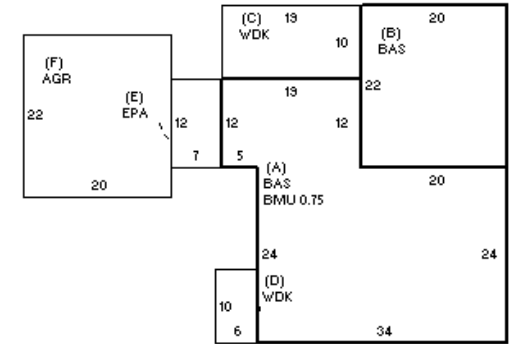 (C) 19
WDK
10
20
(B)
BAS
22
(F)
AGR
22
20
(E)
EPA
12
7
19
12
12
5
(A)
BAS
BMU 0.75
20
24
24
(D)
WDK
10
6
34